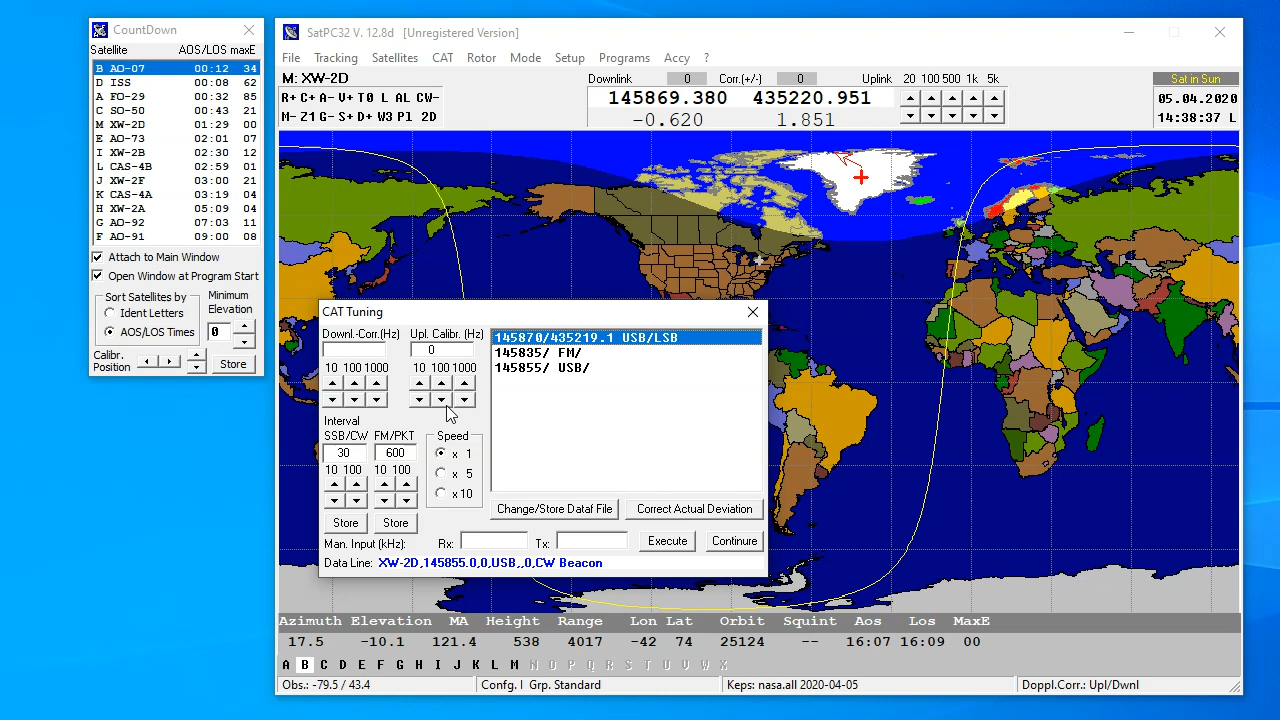 CountDown
Satellite AOS/LOS maxE
B AO-07 00:12 34
D ISS 00:08 62
A FO-29 00:32 85
C SO-50 00:43 21
M XW-2D 01:29 00
E AO-73 02:01 07
I XW-2B 02:30 12
L CAS-4B 02:59 01
J XW-2F 03:00 21
K CAS-4A 03:19 04
H XW-2A 05:09 04
G AO-92 07:03 11
F AO-91 09:00 08
Attach to Main Window
Open Window at Program Start
Sort Satellites by
Ident Letters
AOS/LOS Times
Minimum
Elevation
0
Calibr.
Position
Store
SatPC32 V. 12.8d [Unregistered Version]
File Tracking Satellites CAT Rotor Mode Setup Programs Accy ?
M: XW-2D
R+ C+ A- V+ T0 L AL CW-
M- Z1 G- S+ D+ W3 P1 2D
Downlink 0 Corr.(+/-) 0 Uplink 20 100 500 1k 5k
145869.380 435220.951
-0.620 1.851
Sat in Sun
05.04.2020
14:38:37 L
CAT Tuning
Downl.-Corr.(Hz) Upl. Calibr. (Hz)
0
10 100 1000 10 100 1000
145870/435219.1 USB/LSB
145835/ FM/
145855/ USB/
Interval
SSB/CW FM/PKT
30 600
10 100 10 100
Store Store
Speed
x 1
x 5
x 10
Change/Store Dataf File Correct Actual Deviation
Man. Input (kHz): Rx: Tx: Execute Continue
Data Line: XW-2D,145855.0,0,USB,,0,CW Beacon
Azimuth Elevation MA Height Range Lon Lat Orbit Squint Aos Los MaxE
17.5 -10.1 121.4 538 4017 -42 74 25124 -- 16:07 16:09 00
A B C D E F G H I J K L M N O P Q R S T U V W X
Obs.: -79.5 / 43.4 Confg. I Grp. Standard Keps: nasa.all 2020-04-05 Doppl.Corr.: Upl/Dwnl